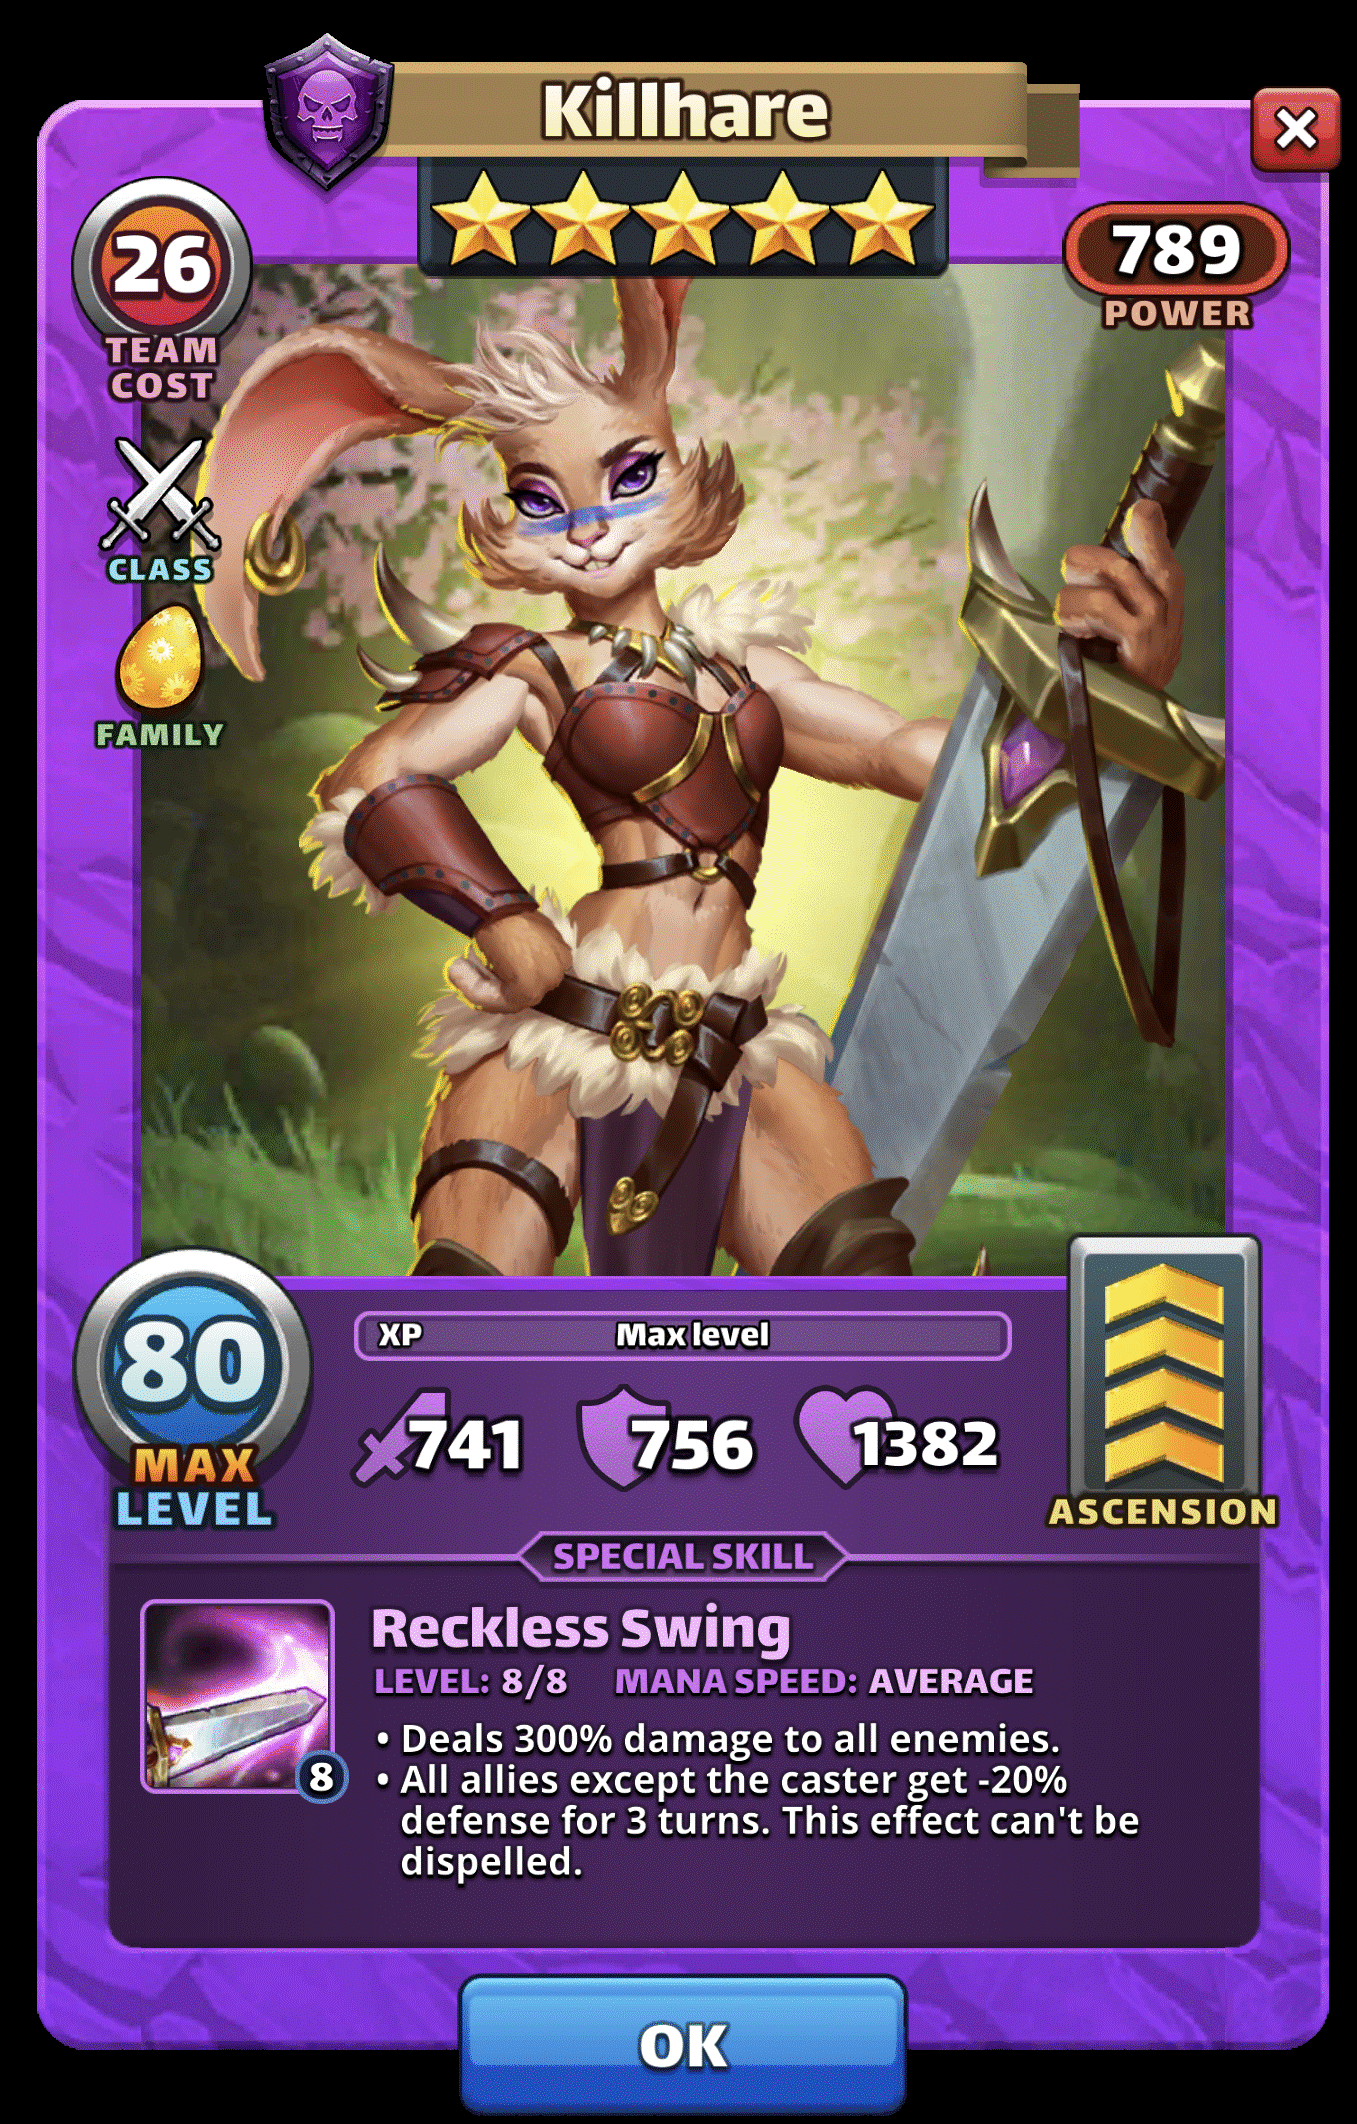 Killhare
26
TEAM
COST
789
POWER
CLASS
FAMILY
80
MAX
LEVEL
XP Max level
741 756 1382
ASCENSION
SPECIAL SKILL
Reckless Swing
LEVEL: 8/8 MANA SPEED: AVERAGE
8
• Deals 300% damage to all enemies.
• All allies except the caster get -20%
defense for 3 turns. This effect can't be
dispelled.
OK